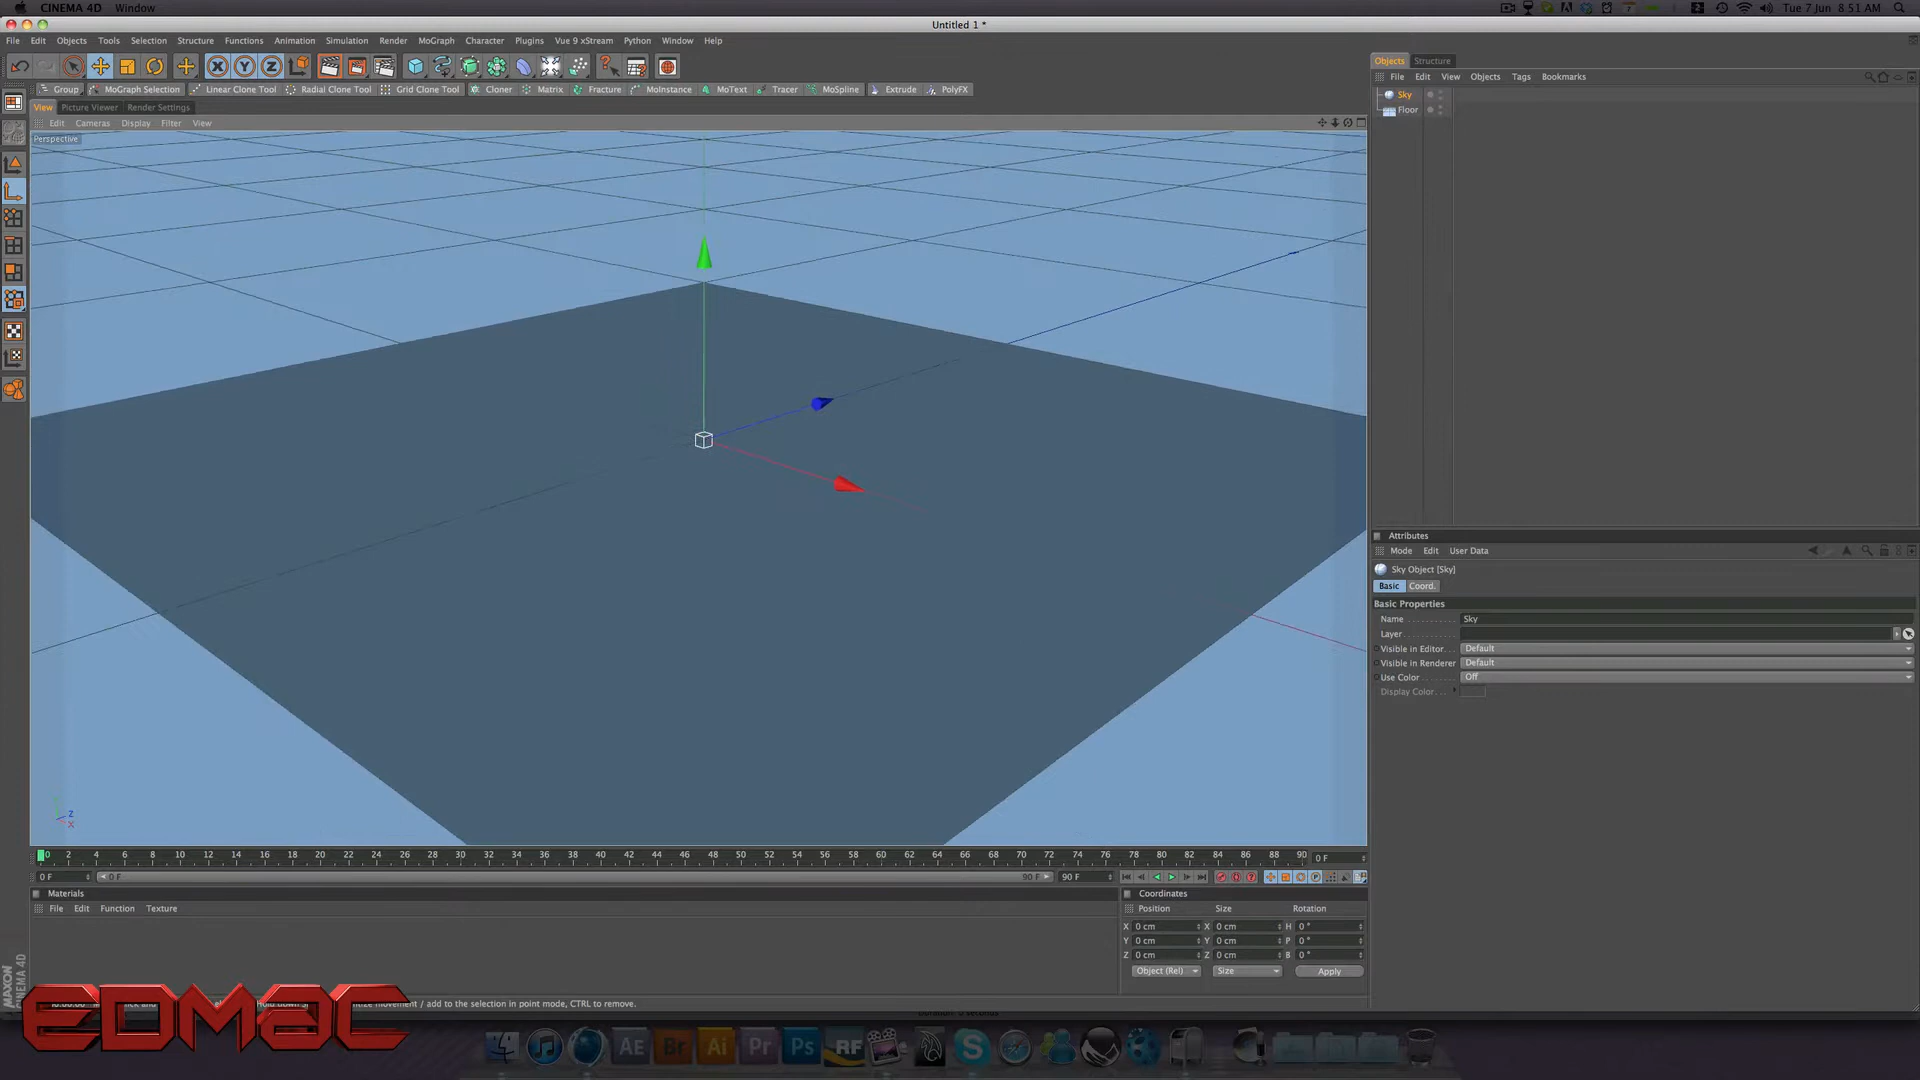 CINEMA 4D Window
Tue 7 Jun 8:51 AM
Untitled 1 *
File Edit Objects Tools Selection Structure Functions Animation Simulation Render MoGraph Character Plugins Vue 9 xStream Python Window Help
Group MoGraph Selection Linear Clone Tool Radial Clone Tool Grid Clone Tool Cloner Matrix Fracture MoInstance MoText Tracer MoSpline Extrude PolyFX
View Picture Viewer Render Settings
Edit Cameras Display Filter View
Perspective
Objects Structure
File Edit View Objects Tags Bookmarks
Sky
Floor
Attributes
Mode Edit User Data
Sky Object [Sky]
Basic Coord.
Basic Properties
Name Sky
Layer
Visible in Editor Default
Visible in Renderer Default
Use Color Off
Display Color
Y Z X
0 2 4 6 8 10 12 14 16 18 20 22 24 26 28 30 32 34 36 38 40 42 44 46 48 50 52 54 56 58 60 62 64 66 68 70 72 74 76 78 80 82 84 86 88 90 0 F
0 F 0 F 90 F 90 F
Materials
File Edit Function Texture
Coordinates
Position Size Rotation
X 0 cm X 0 cm H 0 °
Y 0 cm Y 0 cm P 0 °
Z 0 cm Z 0 cm B 0 °
Object (Rel) Size Apply
MAXON CINEMA 4D
movement / add to the selection in point mode, CTRL to remove.
EDMAC
AE Br Ai Pr Ps RF